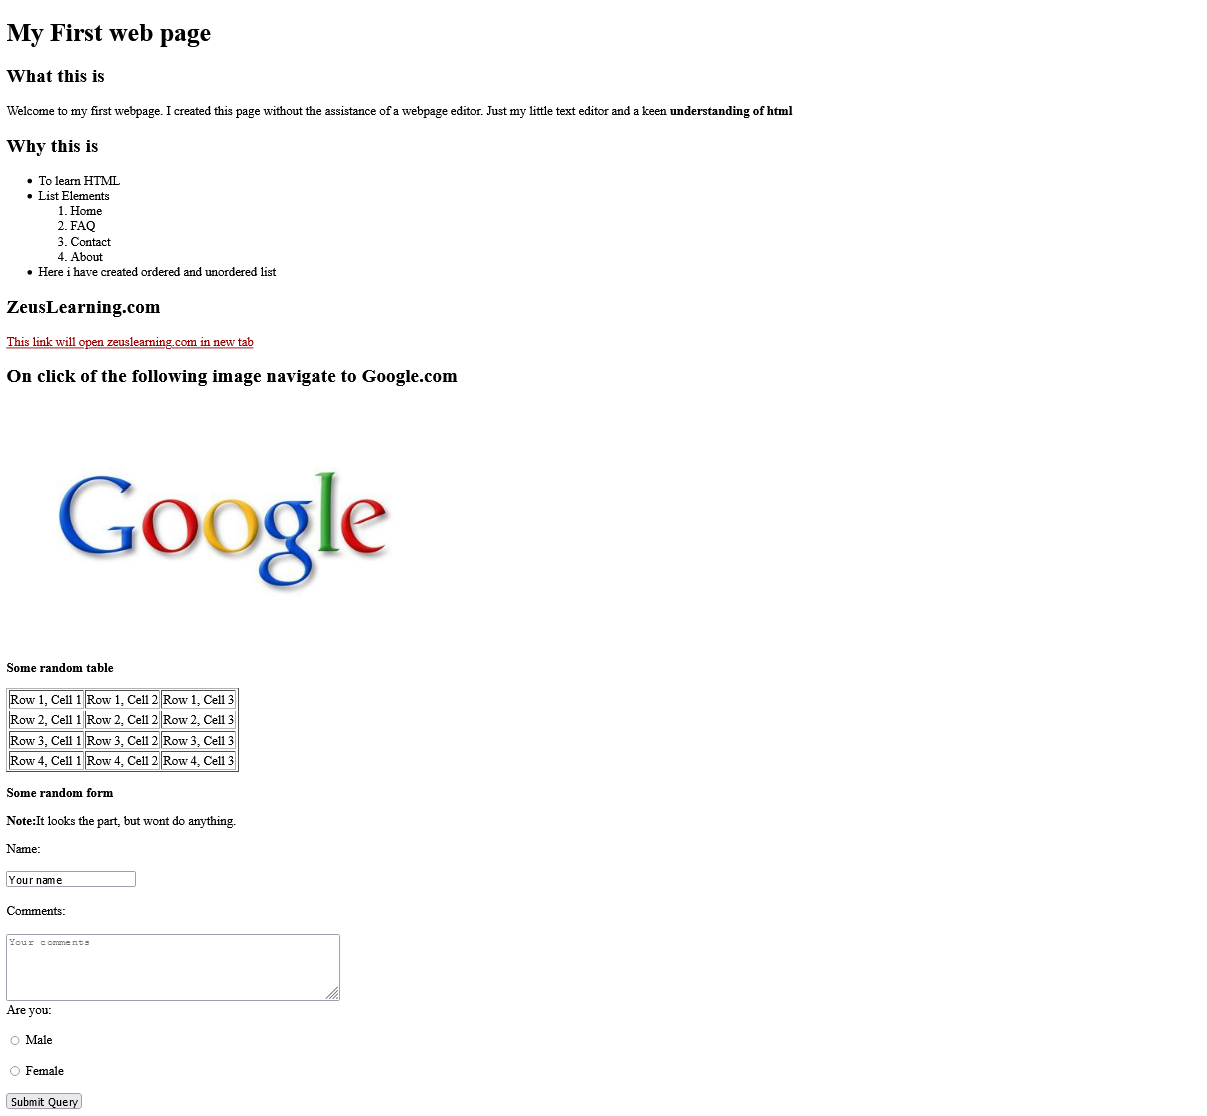 My First web page
What this is
Welcome to my first webpage. I created this page without the assistance of a webpage editor. Just my little text editor and a keen understanding of html
Why this is
• To learn HTML
• List Elements
1. Home
2. FAQ
3. Contact
4. About
• Here i have created ordered and unordered list
ZeusLearning.com
This link will open zeuslearning.com in new tab
On click of the following image navigate to Google.com
Google
Some random table
Row 1, Cell 1 Row 1, Cell 2 Row 1, Cell 3
Row 2, Cell 1 Row 2, Cell 2 Row 2, Cell 3
Row 3, Cell 1 Row 3, Cell 2 Row 3, Cell 3
Row 4, Cell 1 Row 4, Cell 2 Row 4, Cell 3
Some random form
Note:It looks the part, but wont do anything.
Name:
Your name
Comments:
Your comments
Are you:
Male
Female
Submit Query